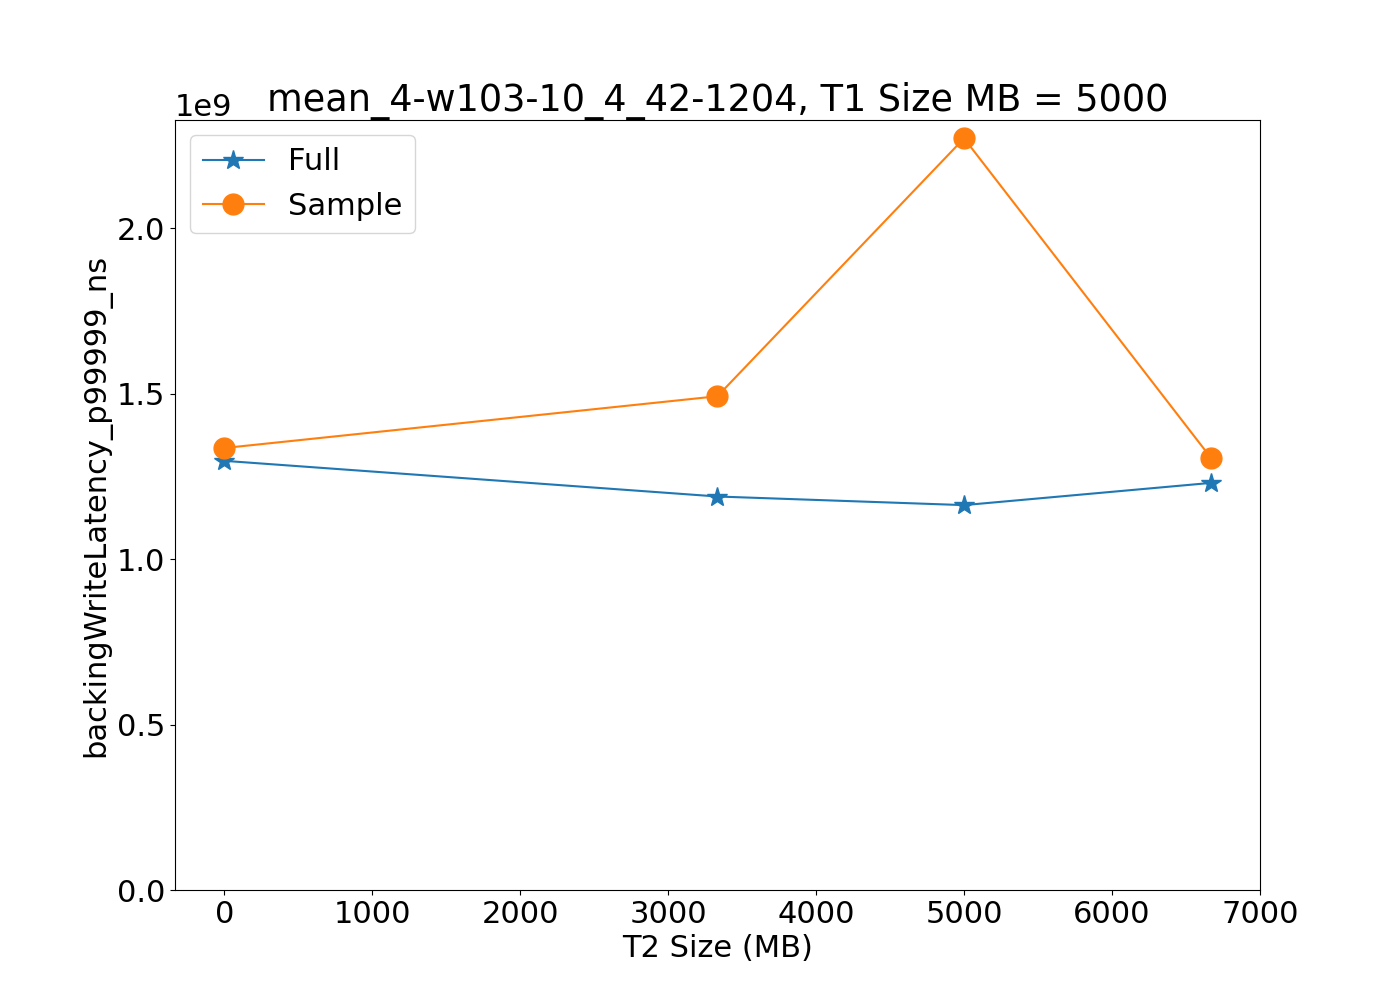 mean_4-w103-10_4_42-1204, T1 Size MB = 5000
1e9
Full
Sample
2.0
1.5
1.0
0.5
0.0
backingWriteLatency_p99999_ns
0 1000 2000 3000 4000 5000 6000 7000
T2 Size (MB)